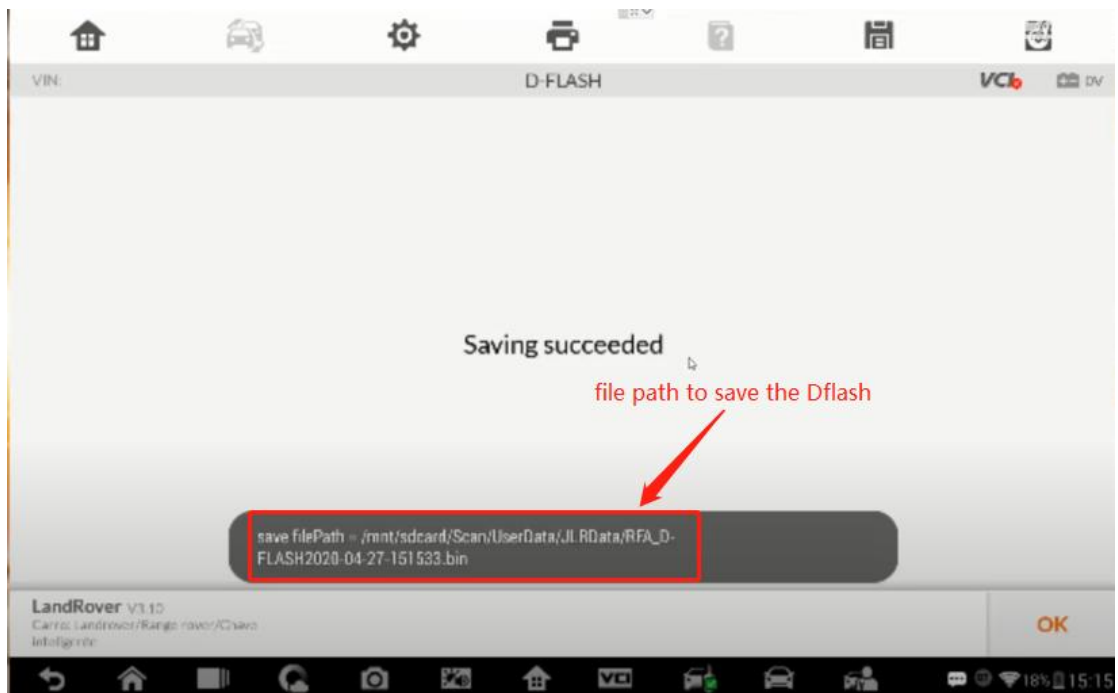 VIN:
D-FLASH
VCI
DV
Saving succeeded
file path to save the Dflash
save filePath = /mnt/sdcard/Scan/UserData/JLRData/RFA_D-
FLASH2020-04-27-151533.bin
LandRover V3.10
Carro: Landrover/Range rover/Chave
inteligente
OK
VCI
18% 15:15